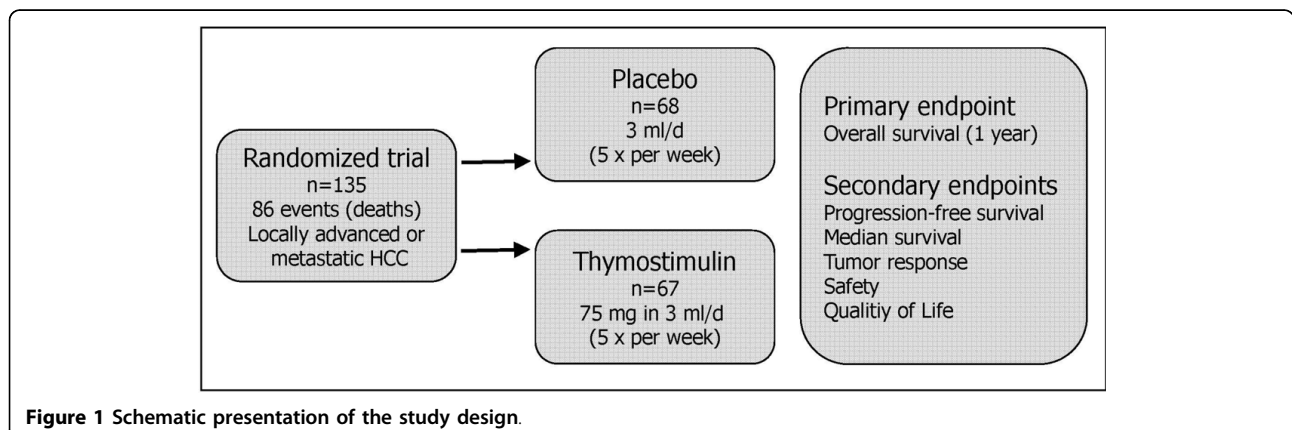 Randomized trial
n=135
86 events (deaths)
Locally advanced or
metastatic HCC
Placebo
n=68
3 ml/d
(5 x per week)
Thymostimulin
n=67
75 mg in 3 ml/d
(5 x per week)
Primary endpoint
Overall survival (1 year)
Secondary endpoints
Progression-free survival
Median survival
Tumor response
Safety
Qualitiy of Life
Figure 1 Schematic presentation of the study design.